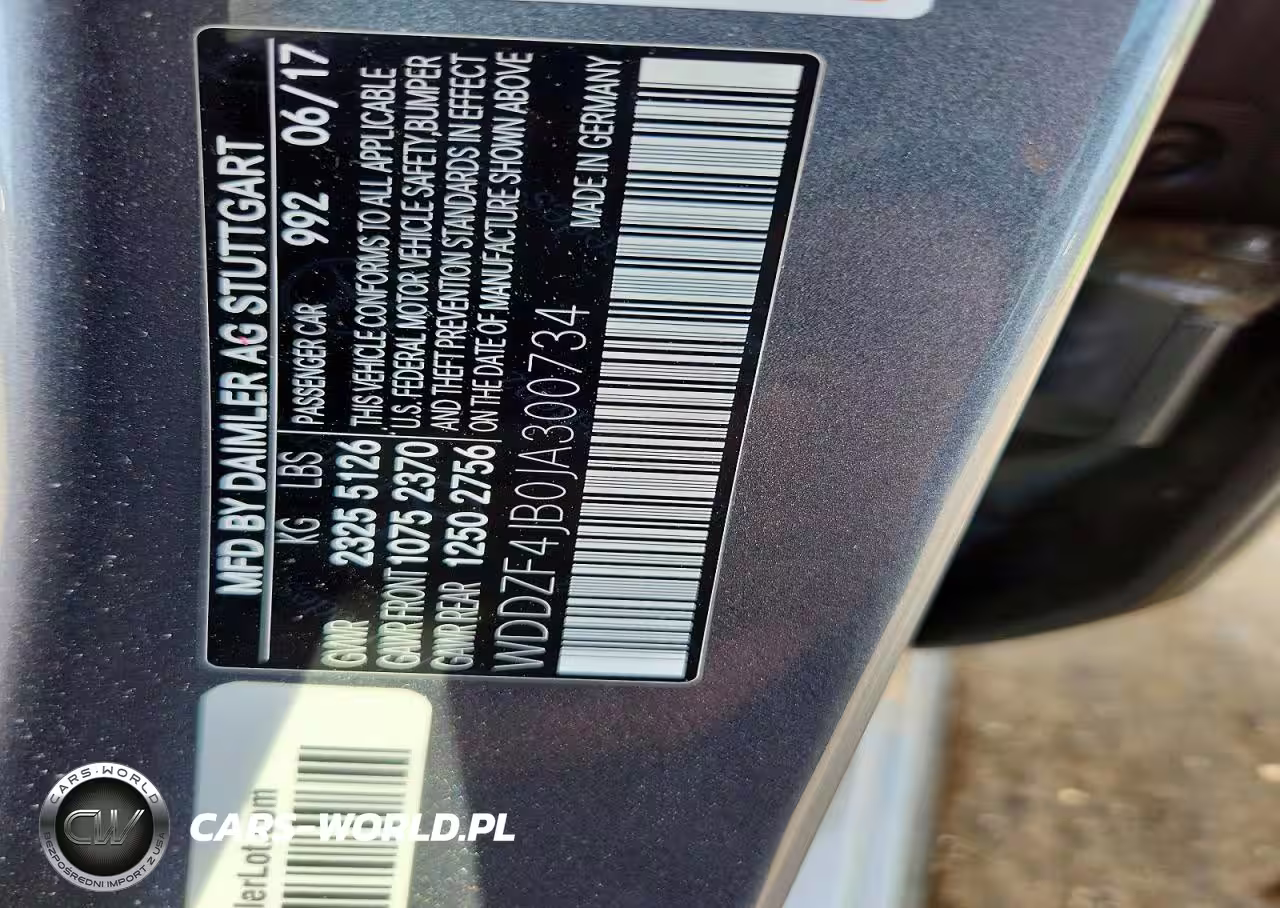 MFD BY DAIMLER AG STUTTGART
KG LBS PASSENGER CAR 992 06/17
GVWR 2325 5126 THIS VEHICLE CONFORMS TO ALL APPLICABLE
GAWR FRONT 1075 2370 U.S. FEDERAL MOTOR VEHICLE SAFETY,BUMPER
GAWR REAR 1250 2756 AND THEFT PREVENTION STANDARDS IN EFFECT
ON THE DATE OF MANUFACTURE SHOWN ABOVE
WDDZF4JB0JA300734 MADE IN GERMANY
CARS-WORLD
CW
BEZPOŚREDNI IMPORT Z USA
CARS-WORLD.PL